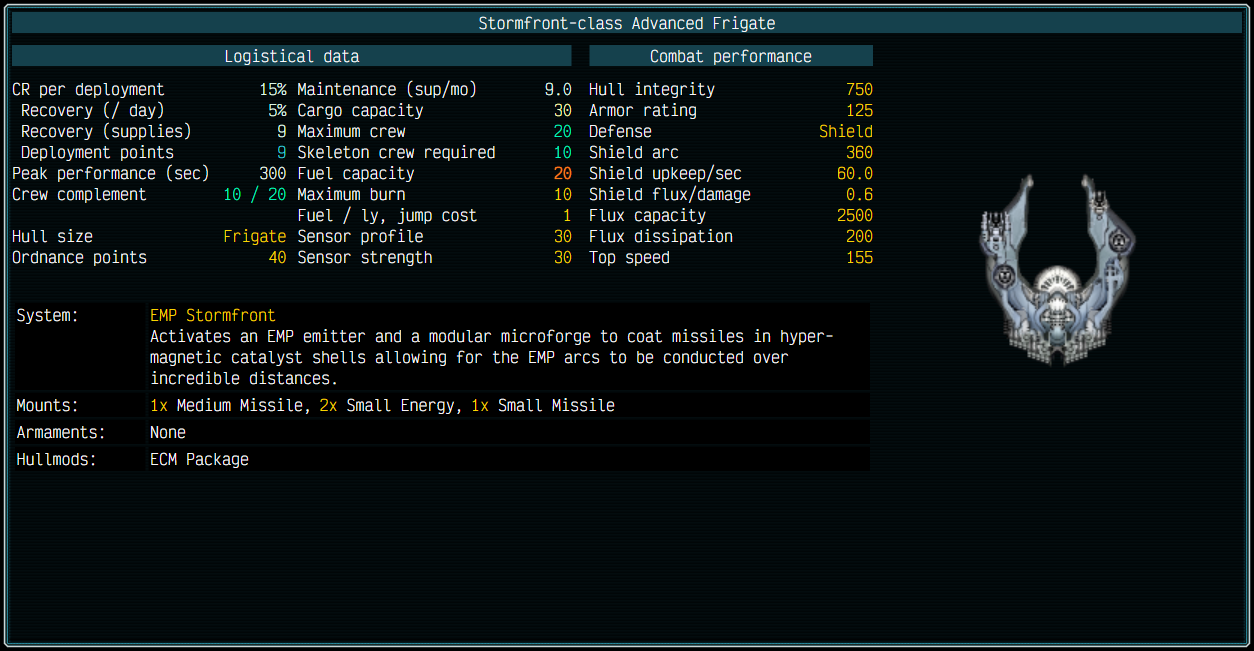 Stormfront-class Advanced Frigate
Logistical data
Combat performance
CR per deployment 15% Maintenance (sup/mo) 9.0 Hull integrity 750
Recovery (/ day) 5% Cargo capacity 30 Armor rating 125
Recovery (supplies) 9 Maximum crew 20 Defense Shield
Deployment points 9 Skeleton crew required 10 Shield arc 360
Peak performance (sec) 300 Fuel capacity 20 Shield upkeep/sec 60.0
Crew complement 10 / 20 Maximum burn 10 Shield flux/damage 0.6
Fuel / ly, jump cost 1 Flux capacity 2500
Hull size Frigate Sensor profile 30 Flux dissipation 200
Ordnance points 40 Sensor strength 30 Top speed 155
System: EMP Stormfront
Activates an EMP emitter and a modular microforge to coat missiles in hyper-
magnetic catalyst shells allowing for the EMP arcs to be conducted over
incredible distances.
Mounts: 1x Medium Missile, 2x Small Energy, 1x Small Missile
Armaments: None
Hullmods: ECM Package